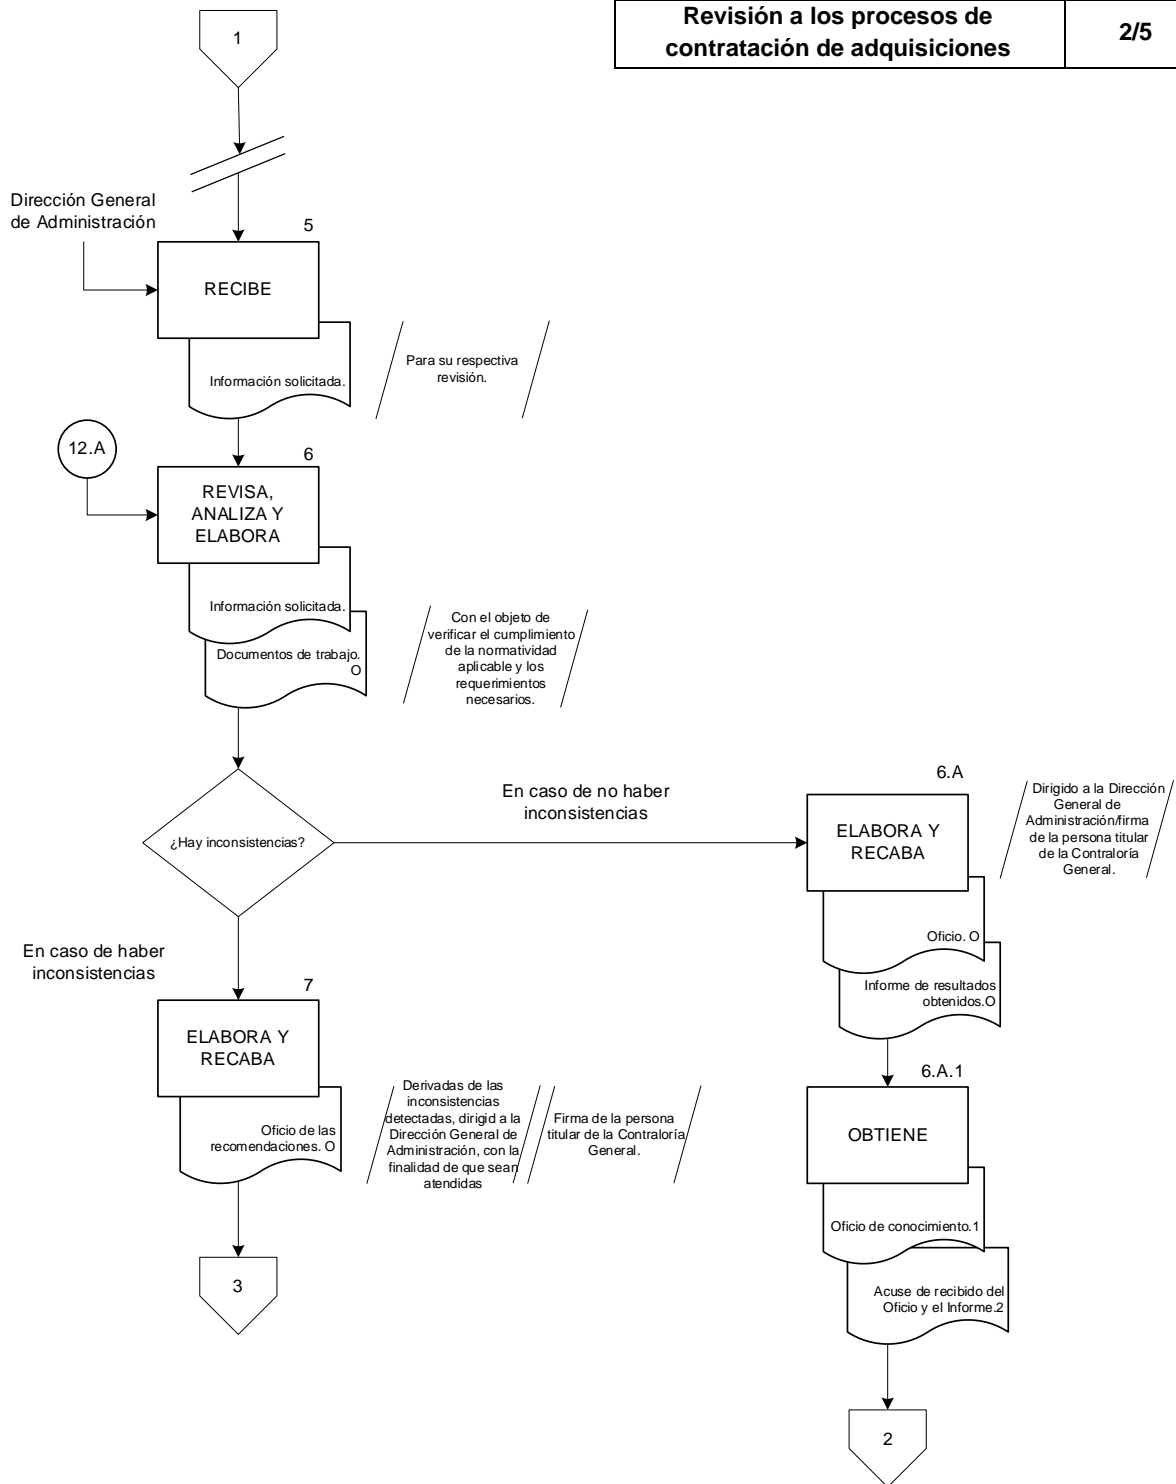 Revisión a los procesos de
contratación de adquisiciones
2/5
1
Dirección General
de Administración
5
RECIBE
Información solicitada.
Para su respectiva
revisión.
12.A
6
REVISA,
ANALIZA Y
ELABORA
Información solicitada.
Documentos de trabajo.
O
Con el objeto de
verificar el cumplimiento
de la normatividad
aplicable y los
requerimientos
necesarios.
¿Hay inconsistencias?
En caso de no haber
inconsistencias
6.A
ELABORA Y
RECABA
Dirigido a la Dirección
General de
Administración/firma
de la persona titular
de la Contraloría
General.
Oficio. O
Informe de resultados
obtenidos.O
En caso de haber
inconsistencias
7
ELABORA Y
RECABA
Oficio de las
recomendaciones. O
Derivadas de las
inconsistencias
detectadas, dirigid a la
Dirección General de
Administración, con la
finalidad de que sean
atendidas
Firma de la persona
titular de la Contraloría
General.
3
6.A.1
OBTIENE
Oficio de conocimiento.1
Acuse de recibido del
Oficio y el Informe.2
2